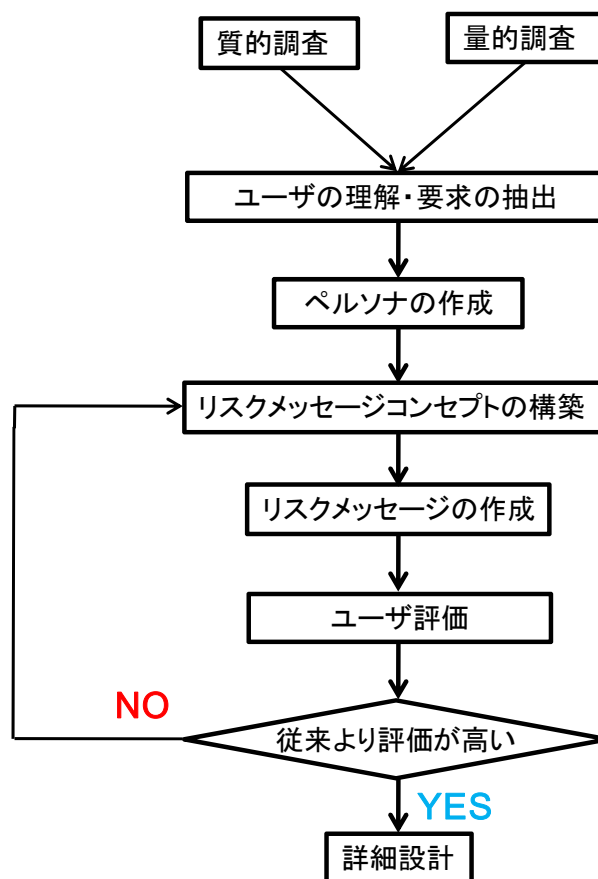 質的調査
量的調査
ユーザの理解・要求の抽出
ペルソナの作成
リスクメッセージコンセプトの構築
リスクメッセージの作成
ユーザ評価
NO
従来より評価が高い
YES
詳細設計